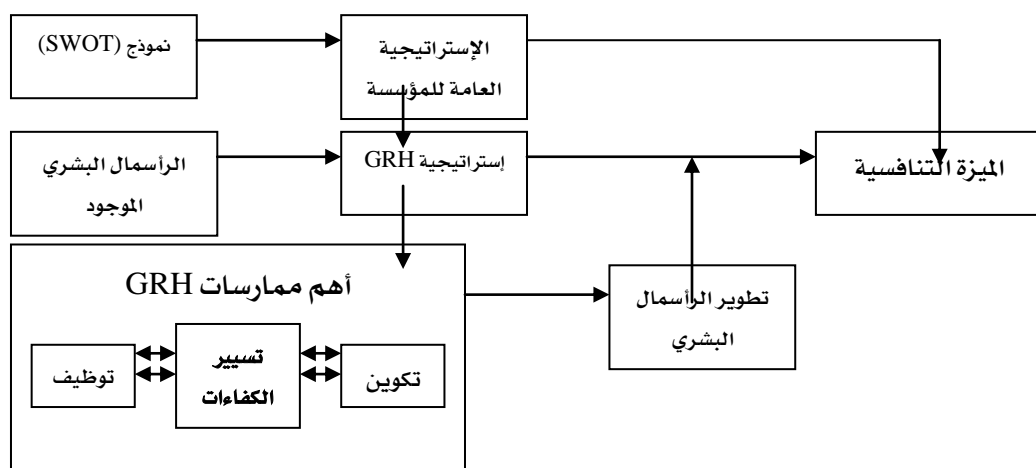 نموذج (SWOT)
الإستراتيجية
العامة للمؤسسة
الرأسمال البشري
الموجود
إستراتيجية GRH
الميزة التنافسية
أهم ممارسات GRH
توظيف
تسيير
الكفاءات
تكوين
تطوير الرأسمال
البشري